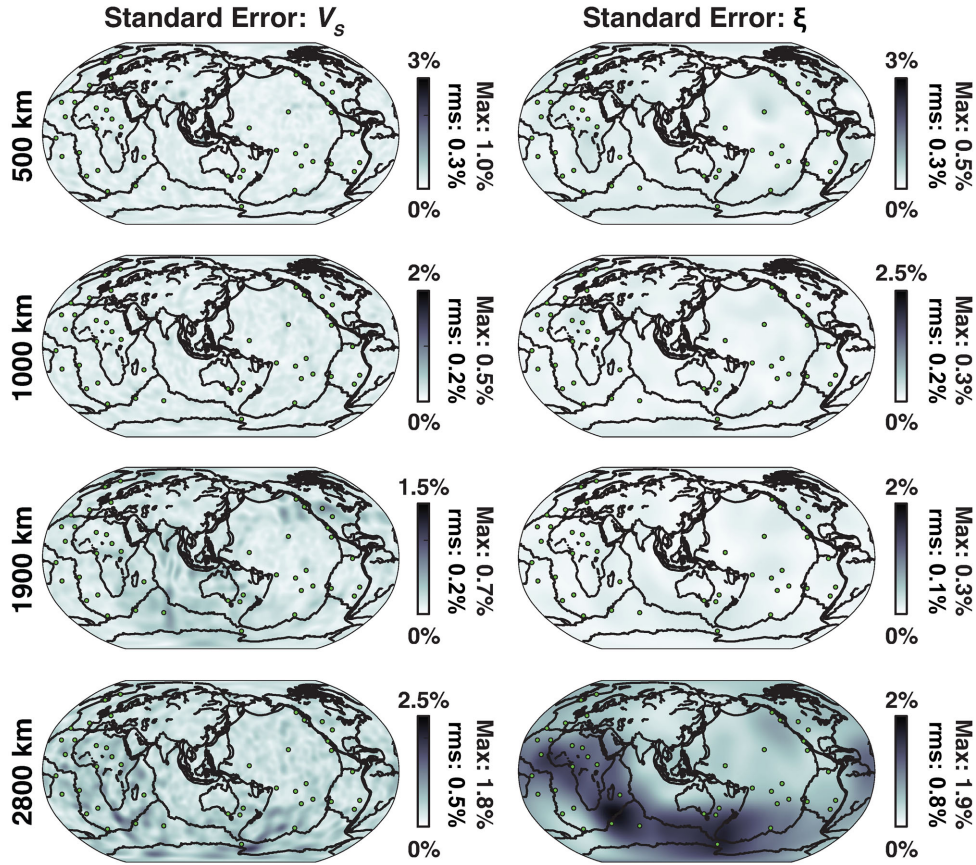 Standard Error: Vs
Standard Error: ξ
500 km
3%
0%
Max: 1.0%
rms: 0.3%
3%
0%
Max: 0.5%
rms: 0.3%
1000 km
2%
0%
Max: 0.5%
rms: 0.2%
2.5%
0%
Max: 0.3%
rms: 0.2%
1900 km
1.5%
0%
Max: 0.7%
rms: 0.2%
2%
0%
Max: 0.3%
rms: 0.1%
2800 km
2.5%
0%
Max: 1.8%
rms: 0.5%
2%
0%
Max: 1.9%
rms: 0.8%